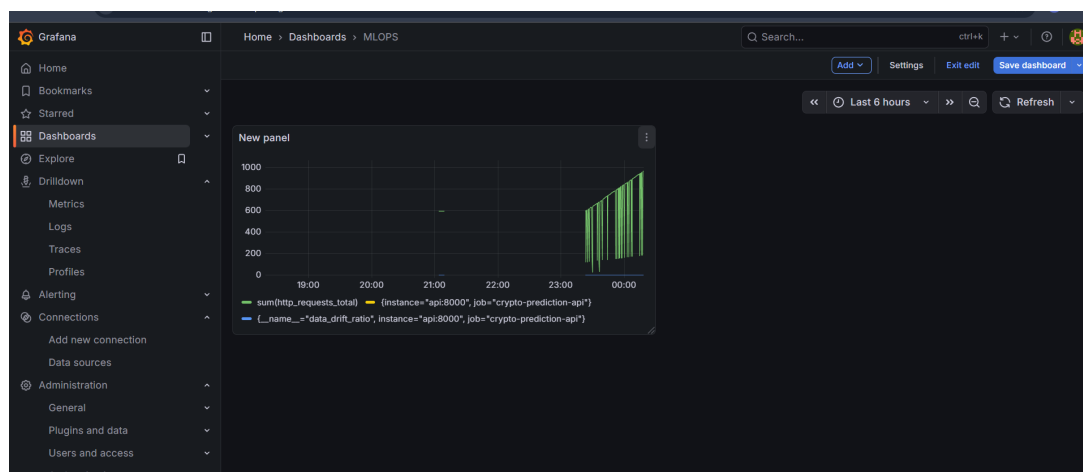 Grafana
Home > Dashboards > MLOPS
Search...
ctrl+k
Add
Settings
Exit edit
Save dashboard
Last 6 hours
Refresh
Home
Bookmarks
Starred
Dashboards
Explore
Drilldown
Metrics
Logs
Traces
Profiles
Alerting
Connections
Add new connection
Data sources
Administration
General
Plugins and data
Users and access
New panel
1000
800
600
400
200
0
19:00 20:00 21:00 22:00 23:00 00:00
sum(http_requests_total) {instance="api:8000", job="crypto-prediction-api"}
{__name__="data_drift_ratio", instance="api:8000", job="crypto-prediction-api"}